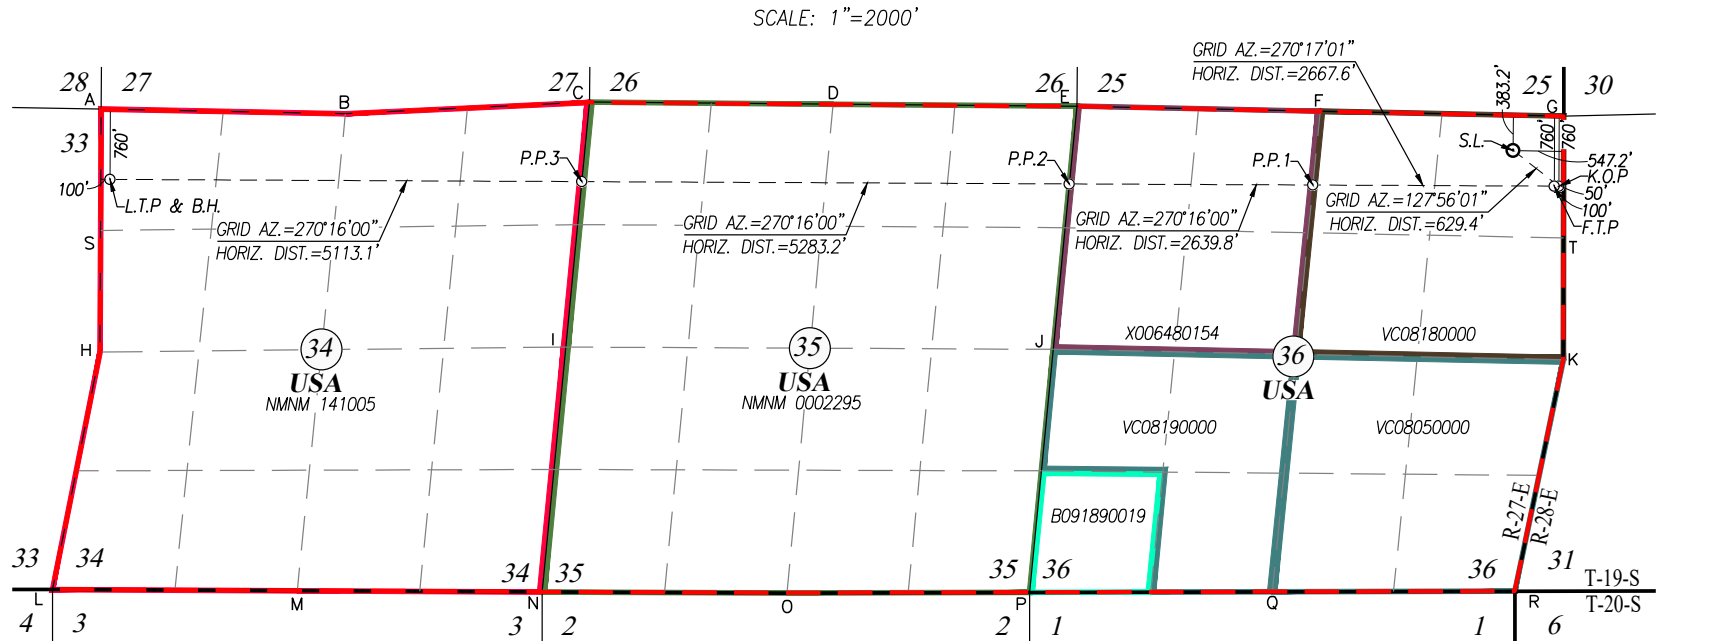 SCALE: 1"=2000'
GRID AZ.=270°17'01"
HORIZ. DIST.=2667.6'
28 27
27 26
26 25
25 30
A
B
C
D
E
F
G
383.2'
33
760'
760'
760'
S.L.
547.2'
K.O.P
50'
100'
F.T.P
P.P.3
P.P.2
P.P.1
100'
L.T.P & B.H.
GRID AZ.=270°16'00"
HORIZ. DIST.=5113.1'
GRID AZ.=270°16'00"
HORIZ. DIST.=5283.2'
GRID AZ.=270°16'00"
HORIZ. DIST.=2639.8'
GRID AZ.=127°56'01"
HORIZ. DIST.=629.4'
S
T
H
I
J
K
X006480154
VC08180000
34
USA
NMNM 141005
35
USA
NMNM 0002295
36
USA
VC08190000
VC08050000
B091890019
R-27-E
R-28-E
33 34
34 35
35 36
36 31
T-19-S
T-20-S
L
M
N
O
P
Q
R
4 3
3 2
2 1
1 6